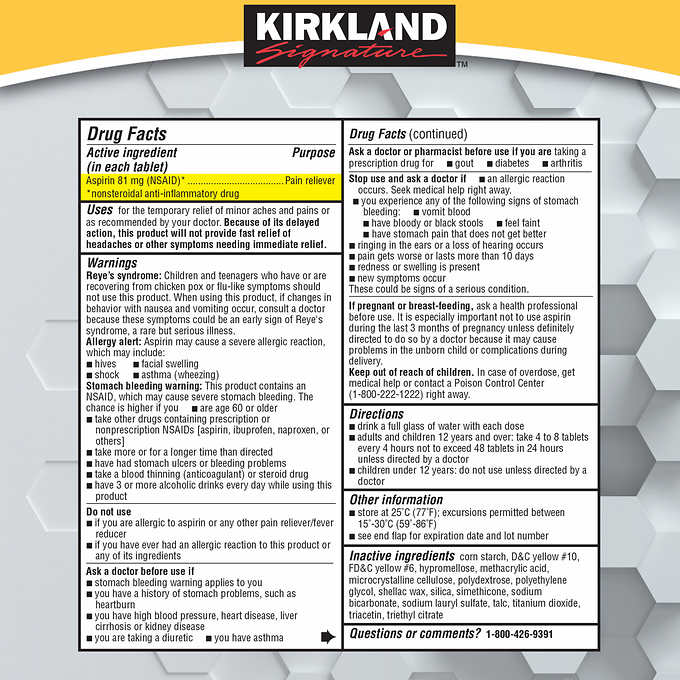 KIRKLAND
Signature™
Drug Facts
Active ingredient Purpose
(in each tablet)
Aspirin 81 mg (NSAID)* ................................... Pain reliever
*nonsteroidal anti-inflammatory drug
Uses for the temporary relief of minor aches and pains or
as recommended by your doctor. Because of its delayed
action, this product will not provide fast relief of
headaches or other symptoms needing immediate relief.
Warnings
Reye's syndrome: Children and teenagers who have or are
recovering from chicken pox or flu-like symptoms should
not use this product. When using this product, if changes in
behavior with nausea and vomiting occur, consult a doctor
because these symptoms could be an early sign of Reye's
syndrome, a rare but serious illness.
Allergy alert: Aspirin may cause a severe allergic reaction,
which may include:
■ hives ■ facial swelling
■ shock ■ asthma (wheezing)
Stomach bleeding warning: This product contains an
NSAID, which may cause severe stomach bleeding. The
chance is higher if you ■ are age 60 or older
■ take other drugs containing prescription or
nonprescription NSAIDs [aspirin, ibuprofen, naproxen, or
others]
■ take more or for a longer time than directed
■ have had stomach ulcers or bleeding problems
■ take a blood thinning (anticoagulant) or steroid drug
■ have 3 or more alcoholic drinks every day while using this
product
Do not use
■ if you are allergic to aspirin or any other pain reliever/fever
reducer
■ if you have ever had an allergic reaction to this product or
any of its ingredients
Ask a doctor before use if
■ stomach bleeding warning applies to you
■ you have a history of stomach problems, such as
heartburn
■ you have high blood pressure, heart disease, liver
cirrhosis or kidney disease
■ you are taking a diuretic ■ you have asthma
Drug Facts (continued)
Ask a doctor or pharmacist before use if you are taking a
prescription drug for ■ gout ■ diabetes ■ arthritis
Stop use and ask a doctor if ■ an allergic reaction
occurs. Seek medical help right away.
■ you experience any of the following signs of stomach
bleeding: ■ vomit blood
■ have bloody or black stools ■ feel faint
■ have stomach pain that does not get better
■ ringing in the ears or a loss of hearing occurs
■ pain gets worse or lasts more than 10 days
■ redness or swelling is present
■ new symptoms occur
These could be signs of a serious condition.
If pregnant or breast-feeding, ask a health professional
before use. It is especially important not to use aspirin
during the last 3 months of pregnancy unless definitely
directed to do so by a doctor because it may cause
problems in the unborn child or complications during
delivery.
Keep out of reach of children. In case of overdose, get
medical help or contact a Poison Control Center
(1-800-222-1222) right away.
Directions
■ drink a full glass of water with each dose
■ adults and children 12 years and over: take 4 to 8 tablets
every 4 hours not to exceed 48 tablets in 24 hours
unless directed by a doctor
■ children under 12 years: do not use unless directed by a
doctor
Other information
■ store at 25˚C (77˚F); excursions permitted between
15˚-30˚C (59˚-86˚F)
■ see end flap for expiration date and lot number
Inactive ingredients corn starch, D&C yellow #10,
FD&C yellow #6, hypromellose, methacrylic acid,
microcrystalline cellulose, polydextrose, polyethylene
glycol, shellac wax, silica, simethicone, sodium
bicarbonate, sodium lauryl sulfate, talc, titanium dioxide,
triacetin, triethyl citrate
Questions or comments? 1-800-426-9391